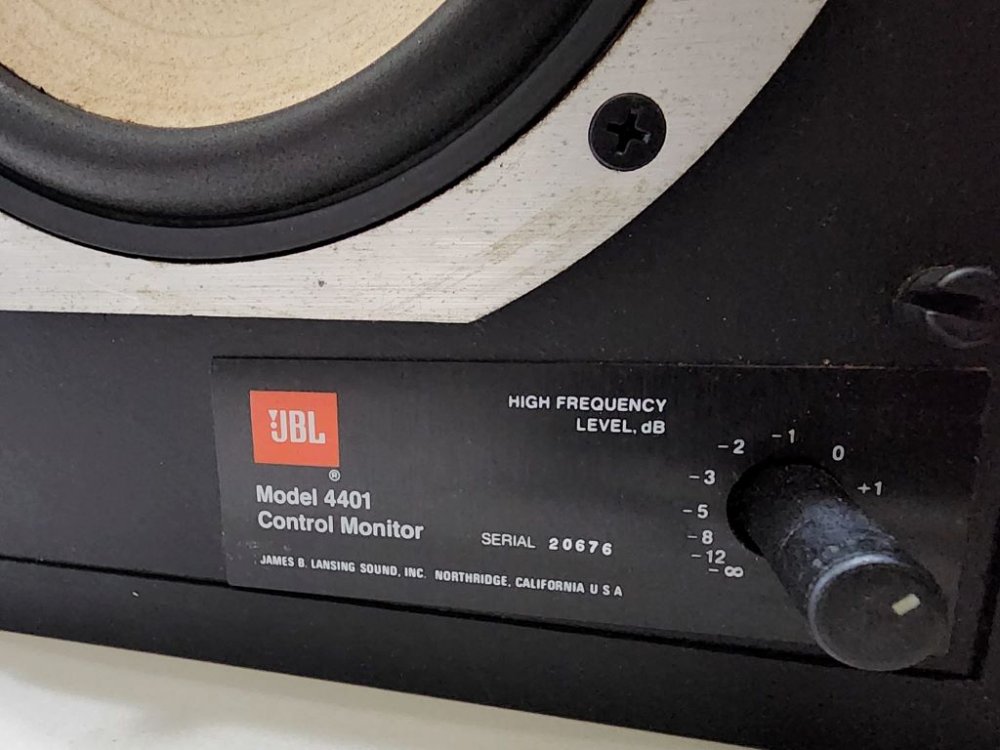 JBL
®
Model 4401
Control Monitor
SERIAL 20676
JAMES B. LANSING SOUND, INC. NORTHRIDGE, CALIFORNIA U S A
HIGH FREQUENCY
LEVEL, dB
-∞
-12
-8
-5
-3
-2
-1
0
+1